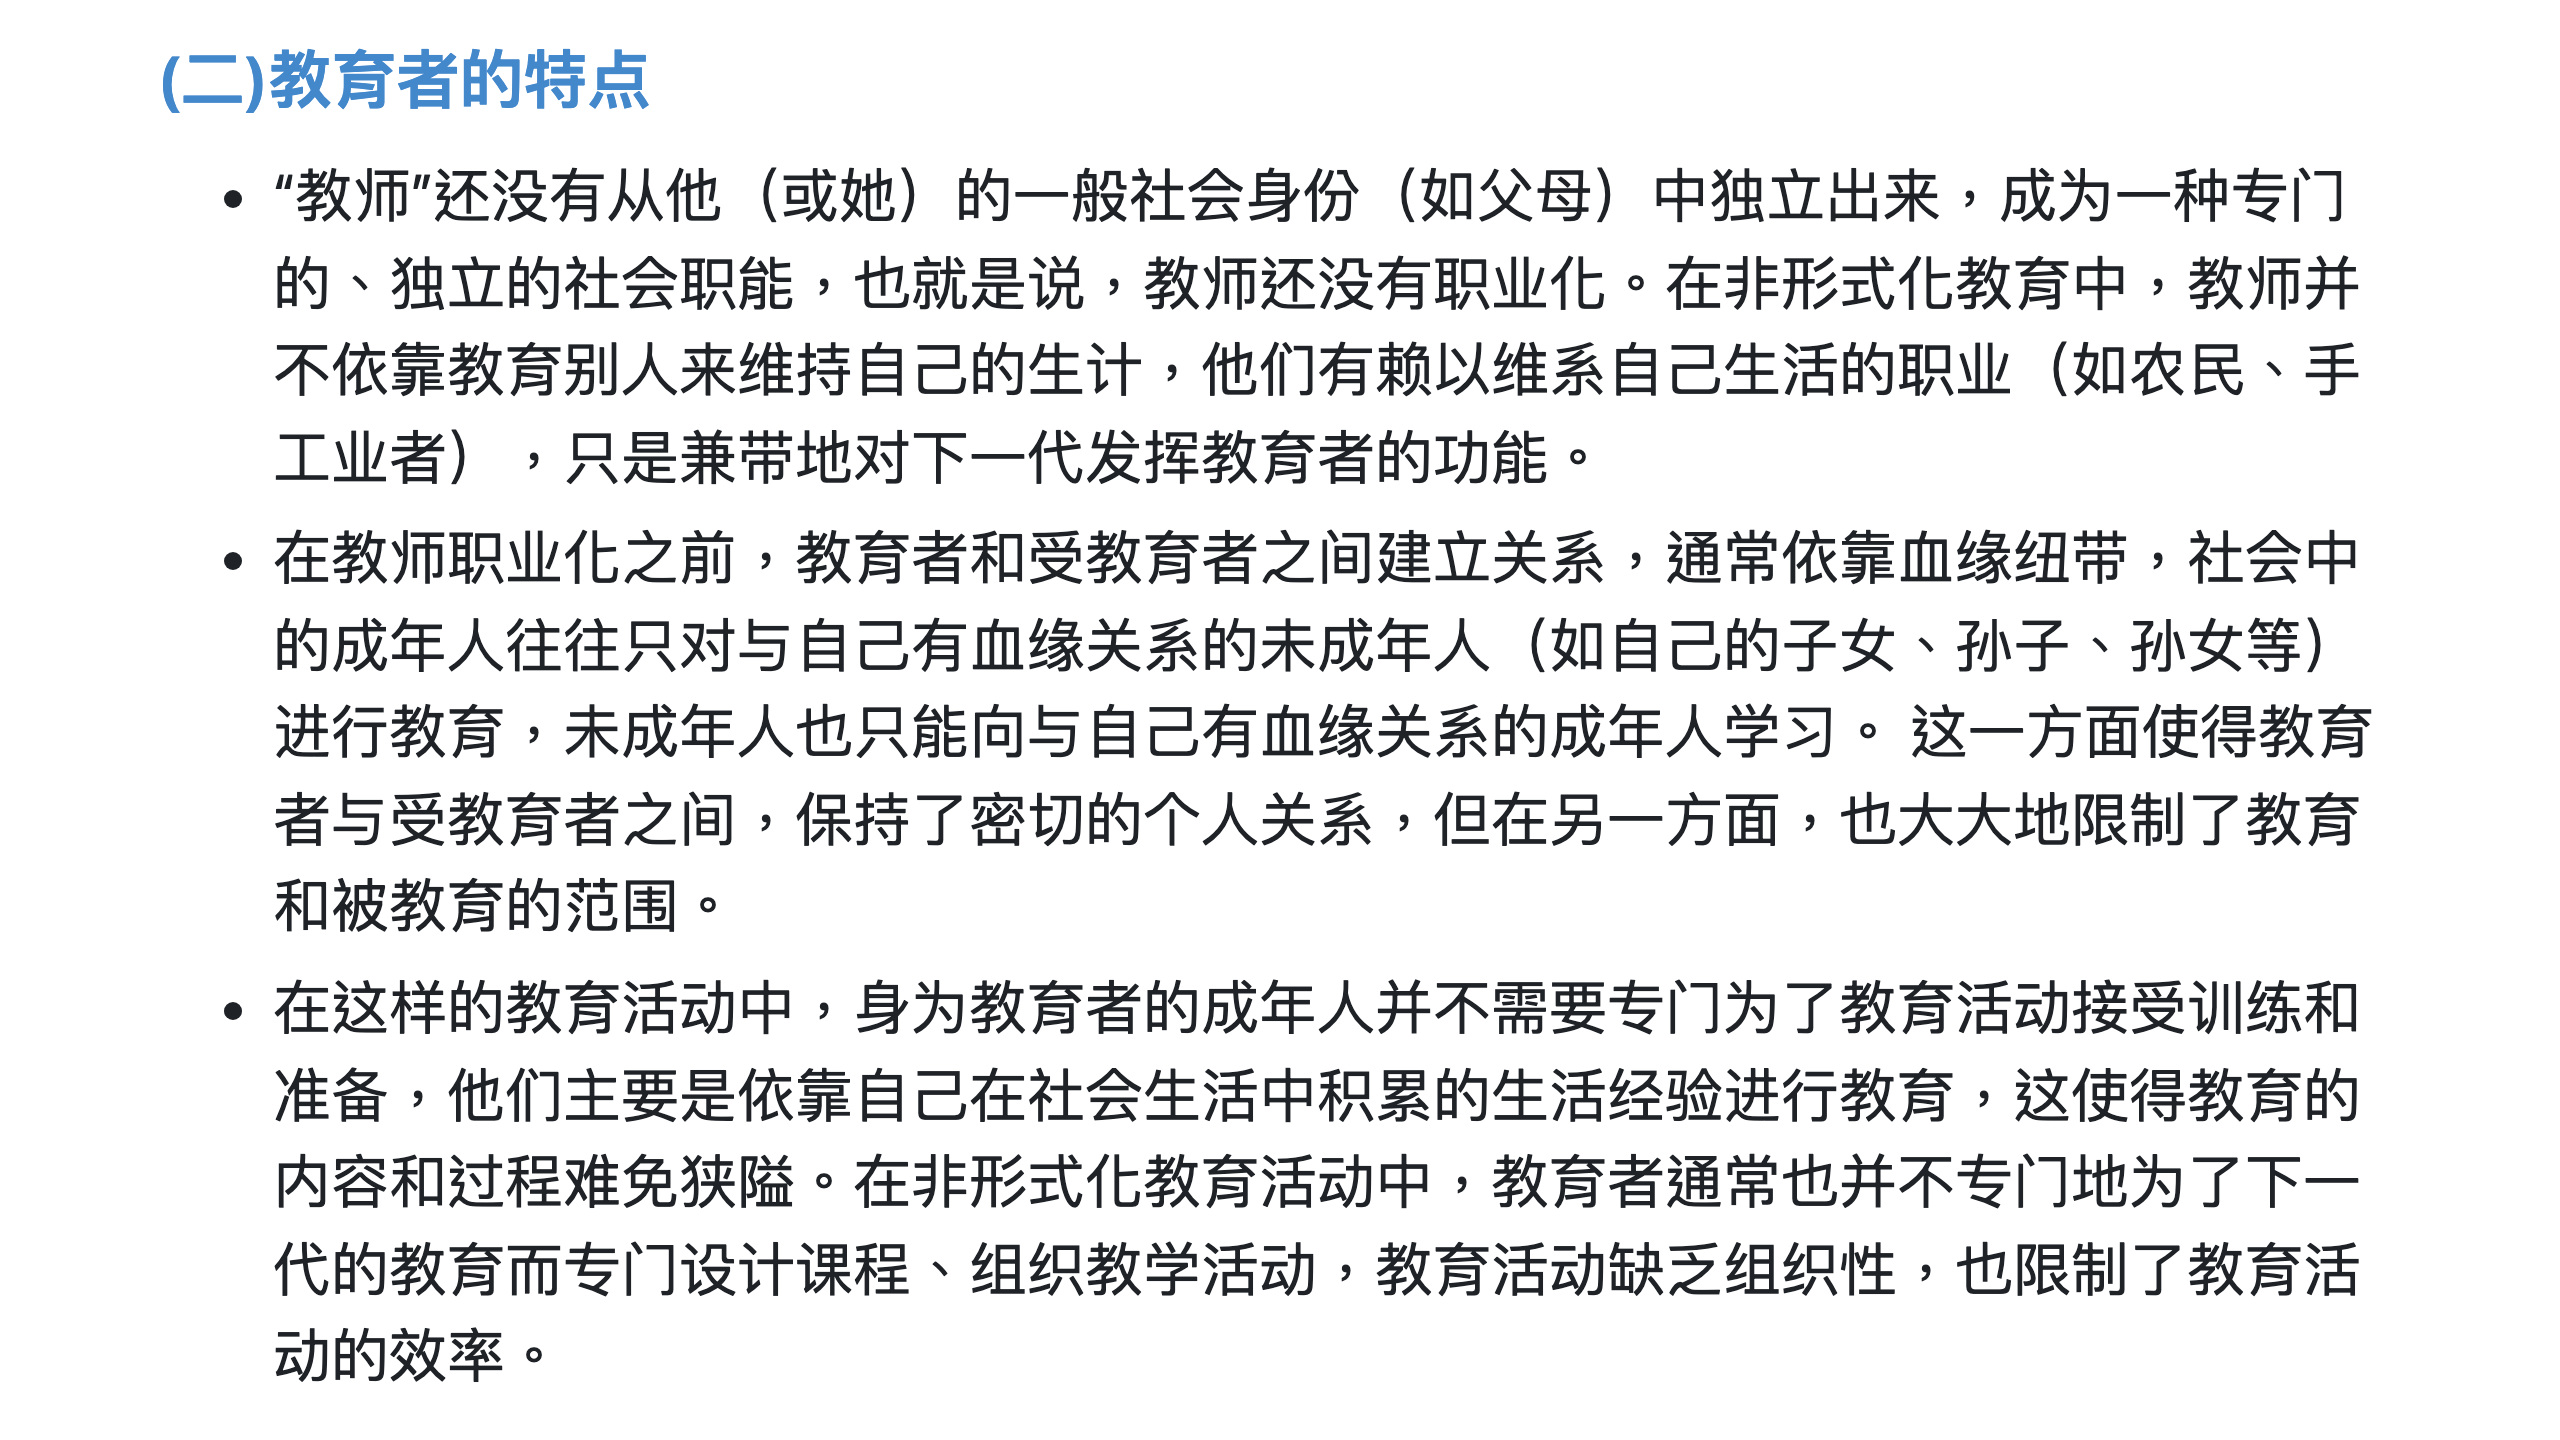 (二)教育者的特点
• “教师”还没有从他（或她）的一般社会身份（如父母）中独立出来，成为一种专门
的、独立的社会职能，也就是说，教师还没有职业化。在非形式化教育中，教师并
不依靠教育别人来维持自己的生计，他们有赖以维系自己生活的职业（如农民、手
工业者），只是兼带地对下一代发挥教育者的功能。
• 在教师职业化之前，教育者和受教育者之间建立关系，通常依靠血缘纽带，社会中
的成年人往往只对与自己有血缘关系的未成年人（如自己的子女、孙子、孙女等）
进行教育，未成年人也只能向与自己有血缘关系的成年人学习。 这一方面使得教育
者与受教育者之间，保持了密切的个人关系，但在另一方面，也大大地限制了教育
和被教育的范围。
• 在这样的教育活动中，身为教育者的成年人并不需要专门为了教育活动接受训练和
准备，他们主要是依靠自己在社会生活中积累的生活经验进行教育，这使得教育的
内容和过程难免狭隘。在非形式化教育活动中，教育者通常也并不专门地为了下一
代的教育而专门设计课程、组织教学活动，教育活动缺乏组织性，也限制了教育活
动的效率。